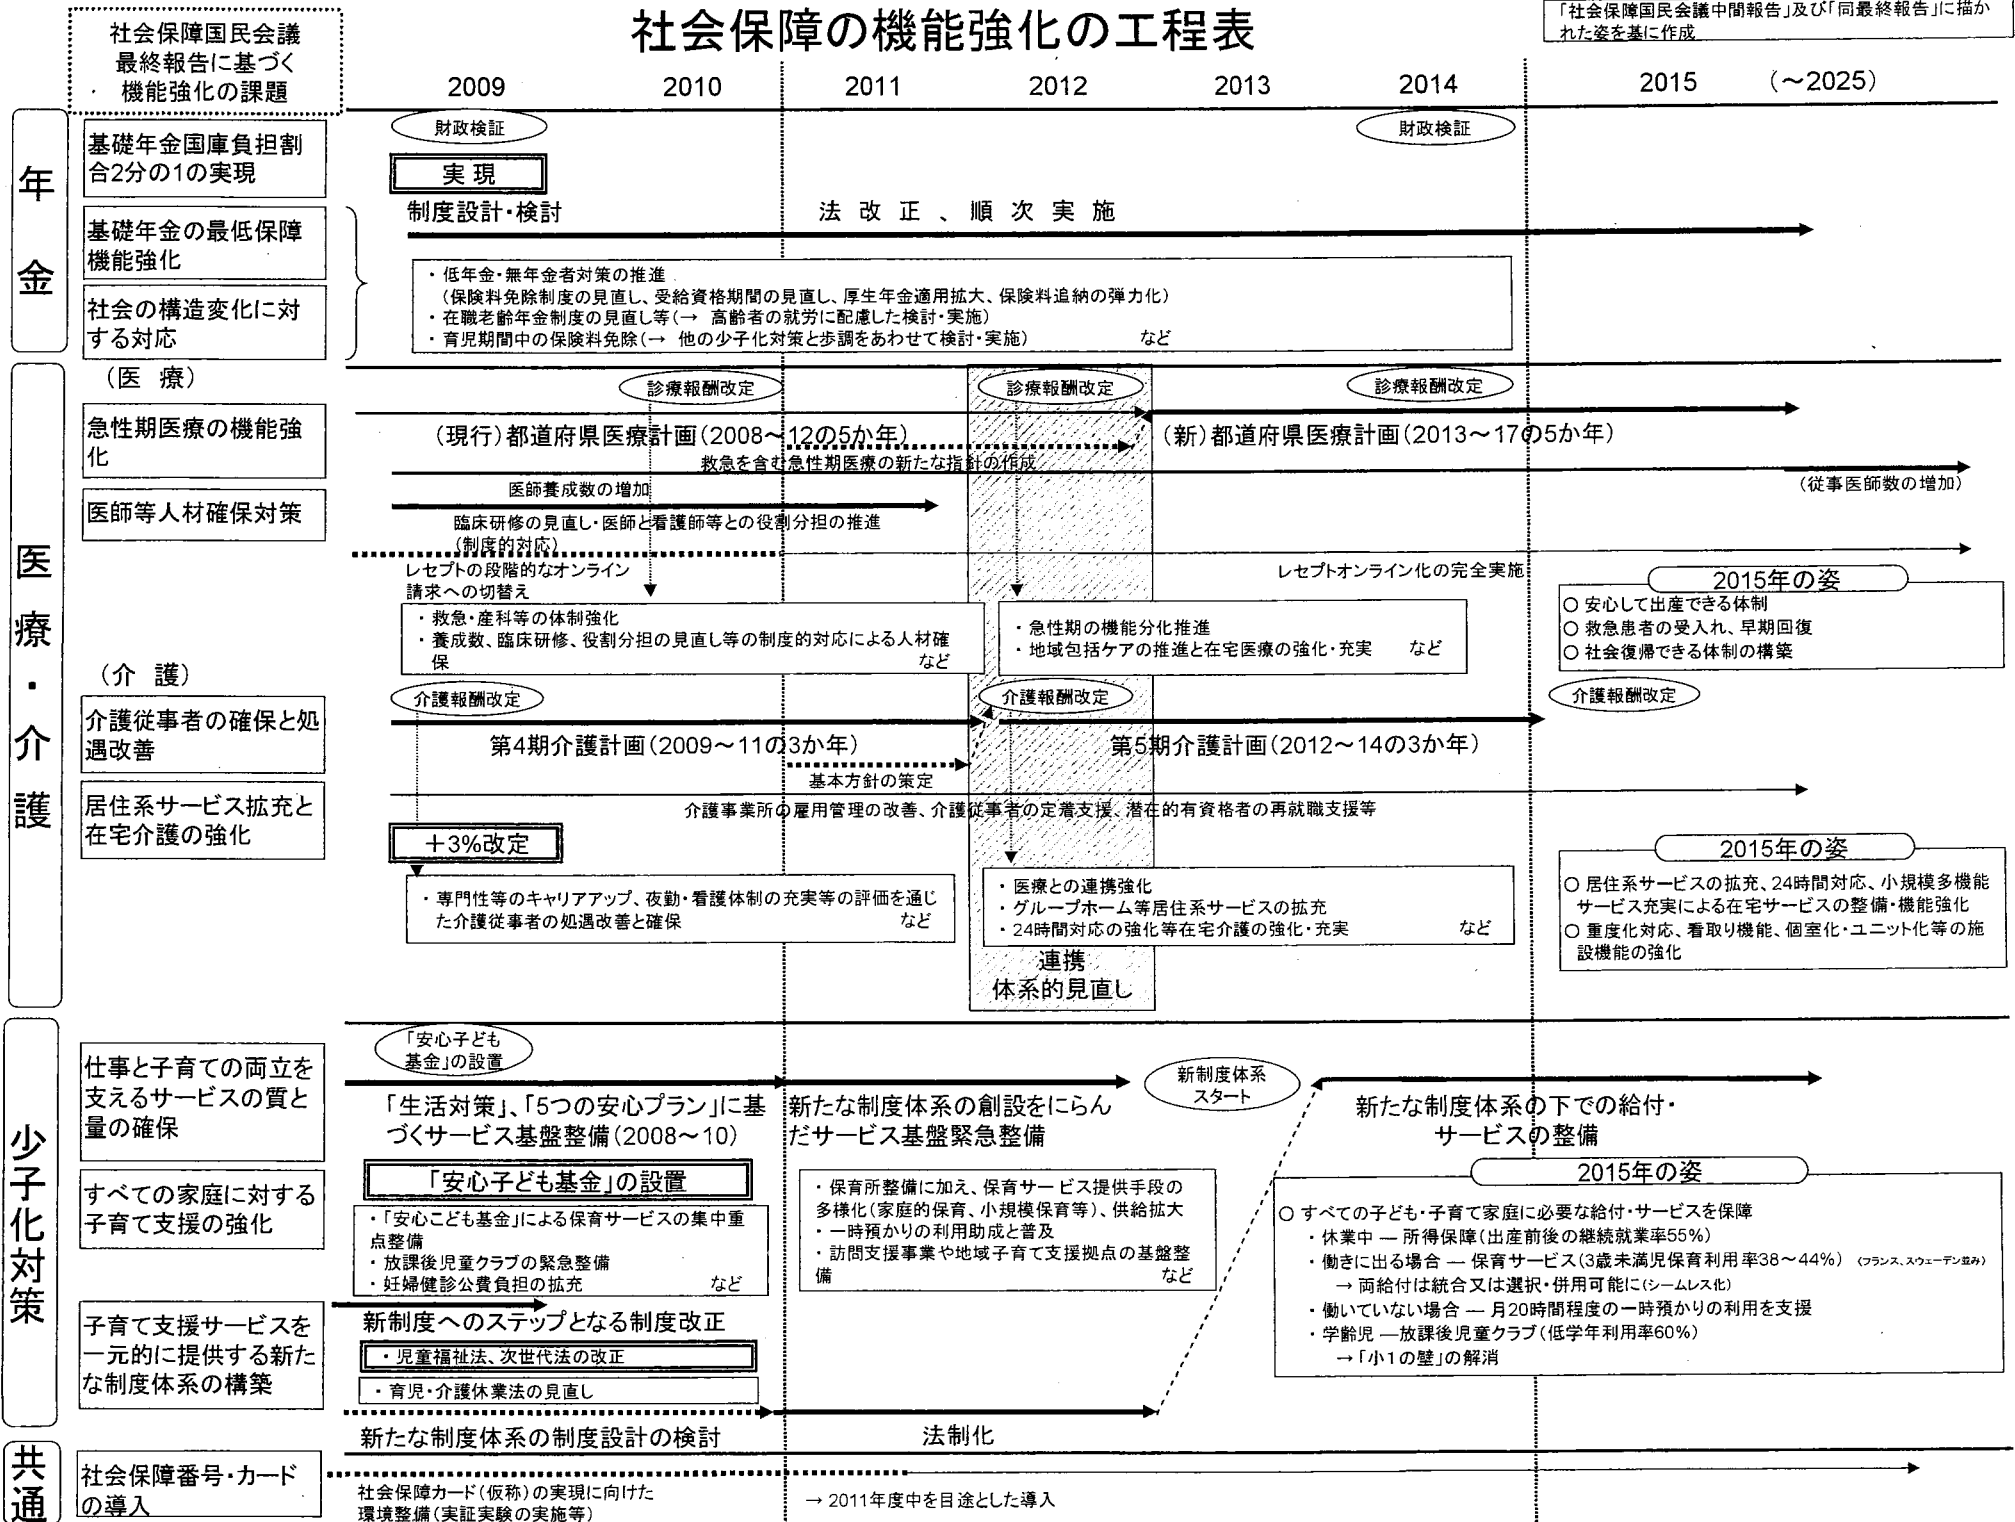 社会保障の機能強化の工程表
「社会保障国民会議中間報告」及び「同最終報告」に描か
れた姿を基に作成
社会保障国民会議
最終報告に基づく
機能強化の課題
2009
2010
2011
2012
2013
2014
2015
(～2025)
年金
基礎年金国庫負担割
合2分の1の実現
基礎年金の最低保障
機能強化
社会の構造変化に対
する対応
財政検証
財政検証
実現
制度設計・検討
法改正、順次実施
・低年金・無年金者対策の推進
(保険料免除制度の見直し、受給資格期間の見直し、厚生年金適用拡大、保険料追納の弾力化)
・在職老齢年金制度の見直し等(→ 高齢者の就労に配慮した検討・実施)
・育児期間中の保険料免除(→ 他の少子化対策と歩調をあわせて検討・実施) など
医療・介護
(医 療)
急性期医療の機能強
化
医師等人材確保対策
診療報酬改定
診療報酬改定
診療報酬改定
(現行)都道府県医療計画(2008～12の5か年)
(新)都道府県医療計画(2013～17の5か年)
救急を含む急性期医療の新たな指針の作成
医師養成数の増加
(従事医師数の増加)
臨床研修の見直し・医師と看護師等との役割分担の推進
(制度的対応)
レセプトの段階的なオンライン
請求への切替え
レセプトオンライン化の完全実施
・救急・産科等の体制強化
・養成数、臨床研修、役割分担の見直し等の制度的対応による人材確
保 など
・急性期の機能分化推進
・地域包括ケアの推進と在宅医療の強化・充実 など
2015年の姿
○ 安心して出産できる体制
○ 救急患者の受入れ、早期回復
○ 社会復帰できる体制の構築
(介 護)
介護従事者の確保と処
遇改善
居住系サービス拡充と
在宅介護の強化
介護報酬改定
介護報酬改定
介護報酬改定
第4期介護計画(2009～11の3か年)
第5期介護計画(2012～14の3か年)
基本方針の策定
介護事業所の雇用管理の改善、介護従事者の定着支援、潜在的有資格者の再就職支援等
＋3%改定
・専門性等のキャリアアップ、夜勤・看護体制の充実等の評価を通じ
た介護従事者の処遇改善と確保 など
・医療との連携強化
・グループホーム等居住系サービスの拡充
・24時間対応の強化等在宅介護の強化・充実 など
連携
体系的見直し
2015年の姿
○ 居住系サービスの拡充、24時間対応、小規模多機能
サービス充実による在宅サービスの整備・機能強化
○ 重度化対応、看取り機能、個室化・ユニット化等の施
設機能の強化
少子化対策
仕事と子育ての両立を
支えるサービスの質と
量の確保
すべての家庭に対する
子育て支援の強化
子育て支援サービスを
一元的に提供する新た
な制度体系の構築
「安心子ども
基金」の設置
新制度体系
スタート
「生活対策」、「5つの安心プラン」に基
づくサービス基盤整備(2008～10)
新たな制度体系の創設をにらん
だサービス基盤緊急整備
新たな制度体系の下での給付・
サービスの整備
「安心子ども基金」の設置
・「安心こども基金」による保育サービスの集中重
点整備
・放課後児童クラブの緊急整備
・妊婦健診公費負担の拡充 など
・保育所整備に加え、保育サービス提供手段の
多様化(家庭的保育、小規模保育等)、供給拡大
・一時預かりの利用助成と普及
・訪問支援事業や地域子育て支援拠点の基盤整
備 など
2015年の姿
○ すべての子ども・子育て家庭に必要な給付・サービスを保障
・休業中 ― 所得保障(出産前後の継続就業率55%)
・働きに出る場合 ― 保育サービス(3歳未満児保育利用率38～44%) (フランス、スウェーデン並み)
→ 両給付は統合又は選択・併用可能に(シームレス化)
・働いていない場合 ― 月20時間程度の一時預かりの利用を支援
・学齢児 ―放課後児童クラブ(低学年利用率60%)
→「小1の壁」の解消
新制度へのステップとなる制度改正
・児童福祉法、次世代法の改正
・育児・介護休業法の見直し
新たな制度体系の制度設計の検討
法制化
共通
社会保障番号・カード
の導入
社会保障カード(仮称)の実現に向けた
環境整備(実証実験の実施等)
→ 2011年度中を目途とした導入